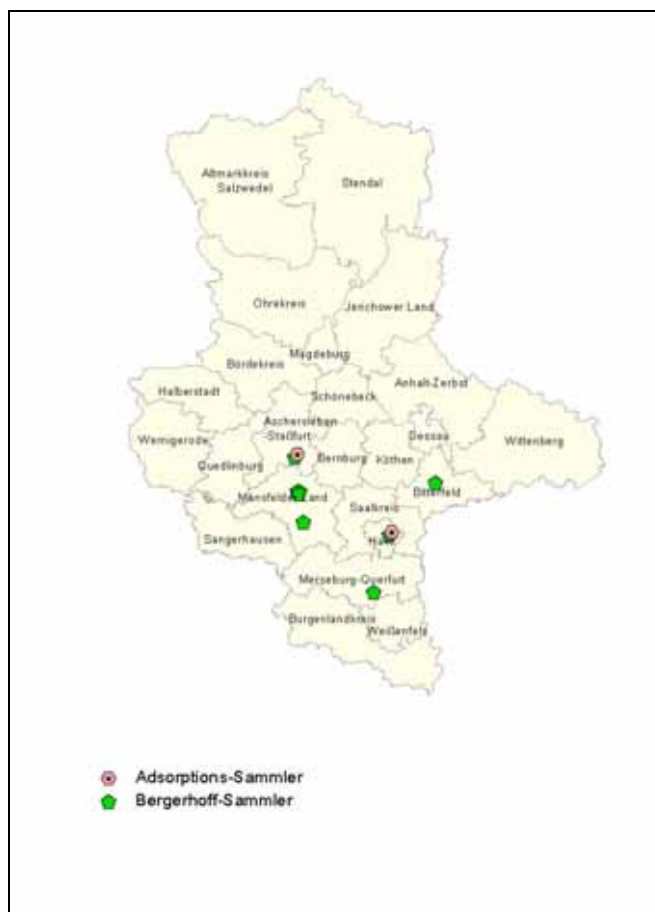 Altmarkkreis
Salzwedel
Stendal
Ohrekreis
Jerichower Land
Magdeburg
Bördekreis
Anhalt-Zerbst
Halberstadt
Schönebeck
Aschersleben
-Staßfurt
Dessau
Wernigerode
Wittenberg
Quedlinburg
Bernburg
Köthen
Bitterfeld
Mansfelder Land
Saalkreis
Sangerhausen
Halle
Merseburg-Querfurt
Burgenlandkreis
Weißenfels
Adsorptions-Sammler
Bergerhoff-Sammler